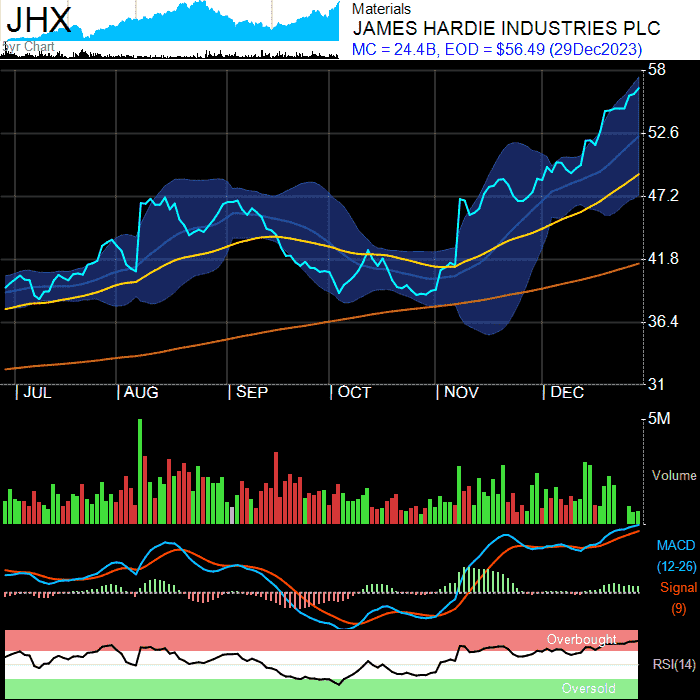 JHX
5yr Chart
Materials
JAMES HARDIE INDUSTRIES PLC
MC = 24.4B, EOD = $56.49 (29Dec2023)
58
52.6
47.2
41.8
36.4
31
JUL AUG SEP OCT NOV DEC
5M
Volume
MACD
(12-26)
Signal
(9)
Overbought
RSI(14)
Oversold